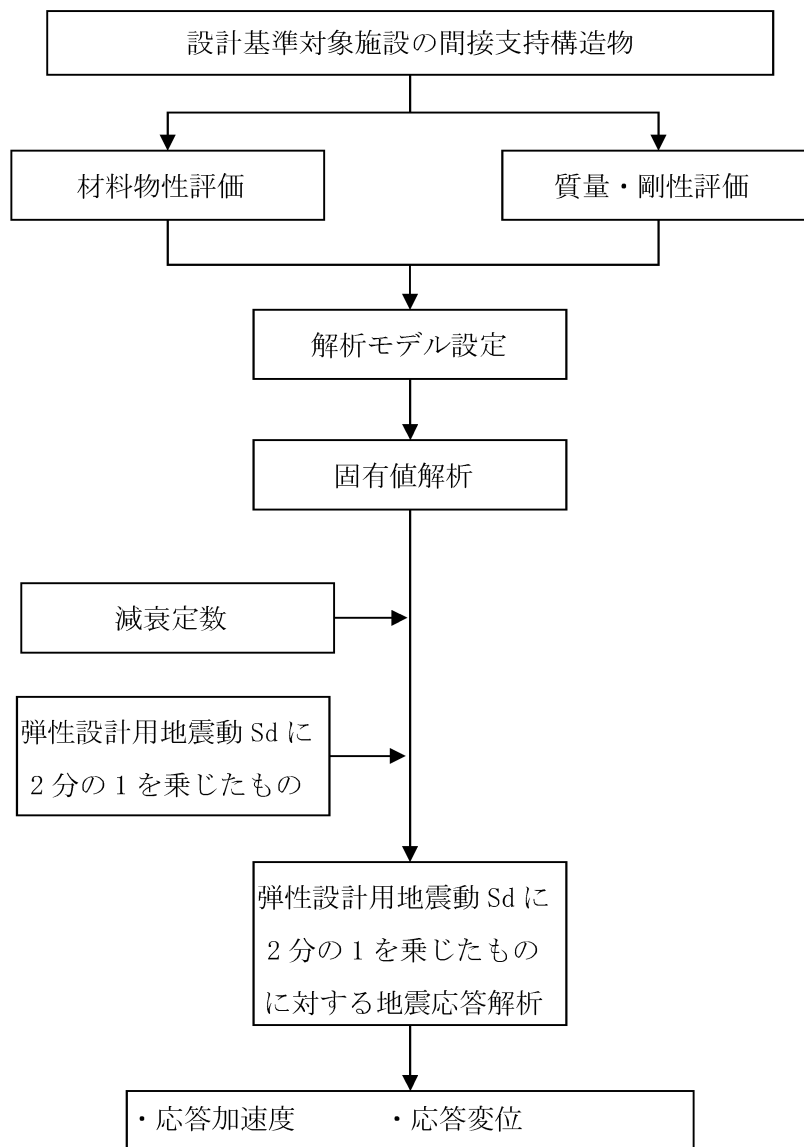 設計基準対象施設の間接支持構造物
材料物性評価
質量・剛性評価
解析モデル設定
固有値解析
減衰定数
弾性設計用地震動 Sd に
2 分の 1 を乗じたもの
弾性設計用地震動 Sd に
2 分の 1 を乗じたもの
に対する地震応答解析
・応答加速度 ・応答変位